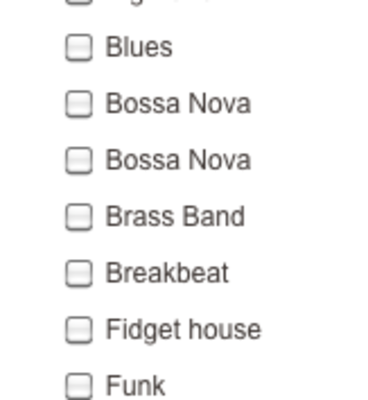 Blues
Bossa Nova
Bossa Nova
Brass Band
Breakbeat
Fidget house
Funk